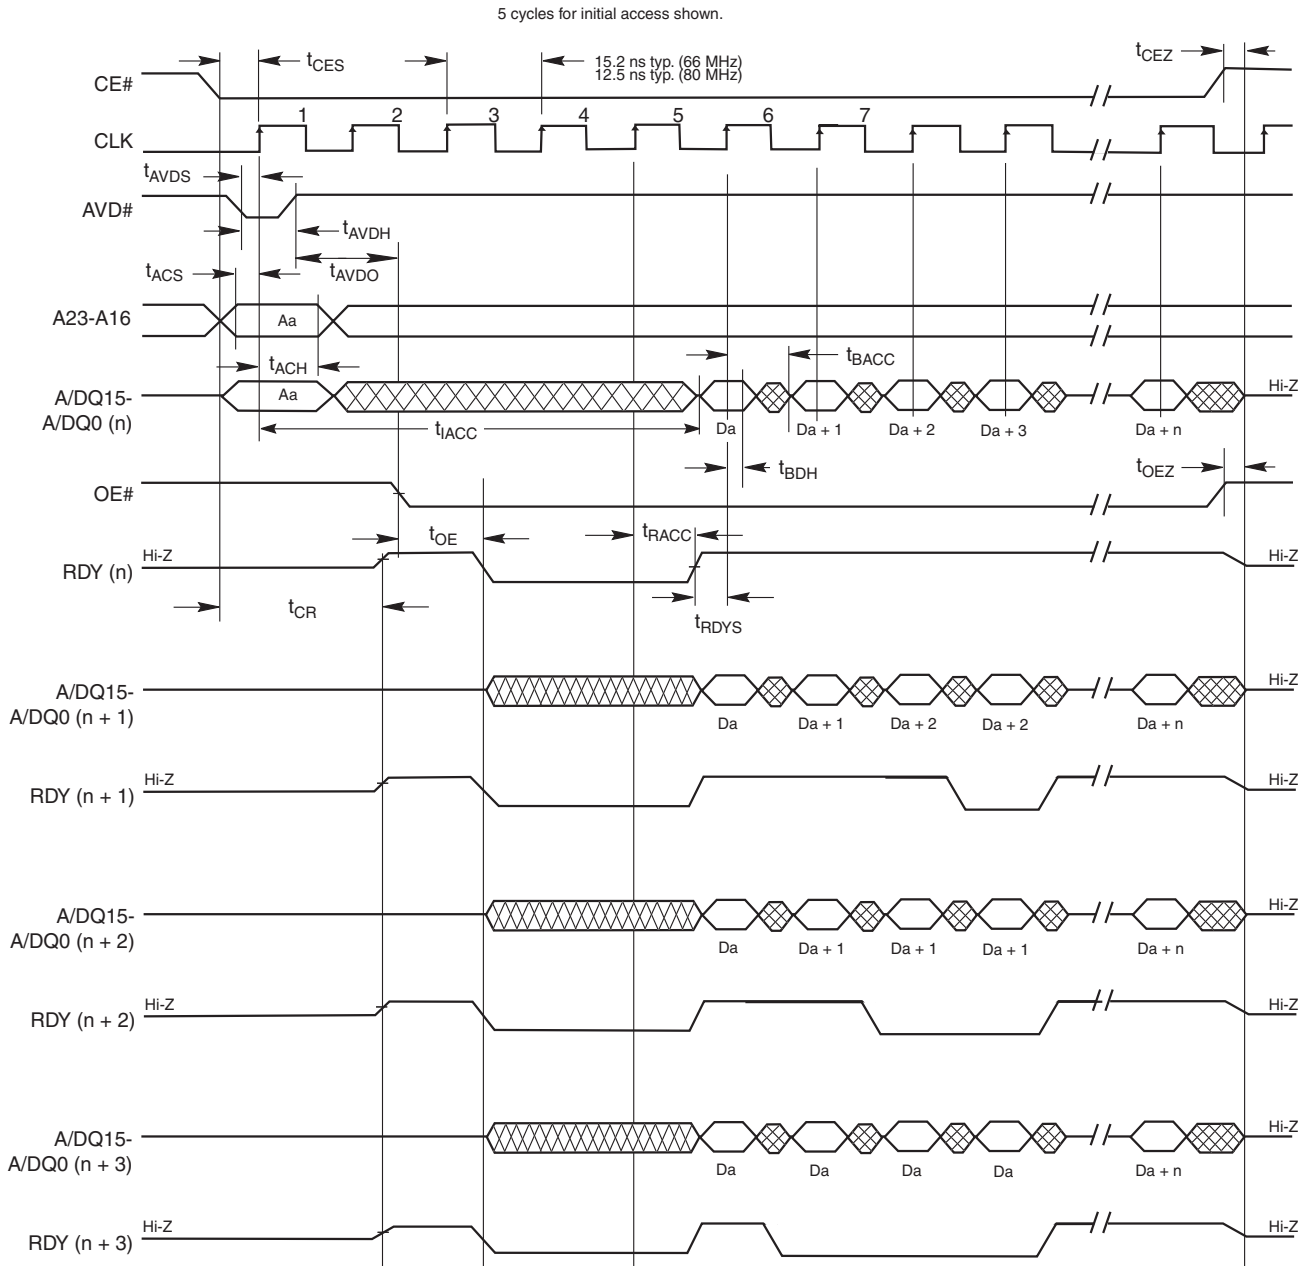 5 cycles for initial access shown.
tCES
15.2 ns typ. (66 MHz)
12.5 ns typ. (80 MHz)
tCEZ
CE#
1 2 3 4 5 6 7
CLK
tAVDS
AVD#
tAVDH
tACS
tAVDO
A23-A16
Aa
tACH
tBACC
A/DQ15-
A/DQ0 (n)
Aa
Hi-Z
tIACC
Da
Da + 1
Da + 2
Da + 3
Da + n
tBDH
tOEZ
OE#
tOE
tRACC
RDY (n)
Hi-Z
Hi-Z
tCR
tRDYS
A/DQ15-
A/DQ0 (n + 1)
Hi-Z
Da
Da + 1
Da + 2
Da + 2
Da + n
RDY (n + 1)
Hi-Z
Hi-Z
A/DQ15-
A/DQ0 (n + 2)
Hi-Z
Da
Da + 1
Da + 1
Da + 1
Da + n
RDY (n + 2)
Hi-Z
Hi-Z
A/DQ15-
A/DQ0 (n + 3)
Hi-Z
Da
Da
Da
Da
Da + n
RDY (n + 3)
Hi-Z
Hi-Z